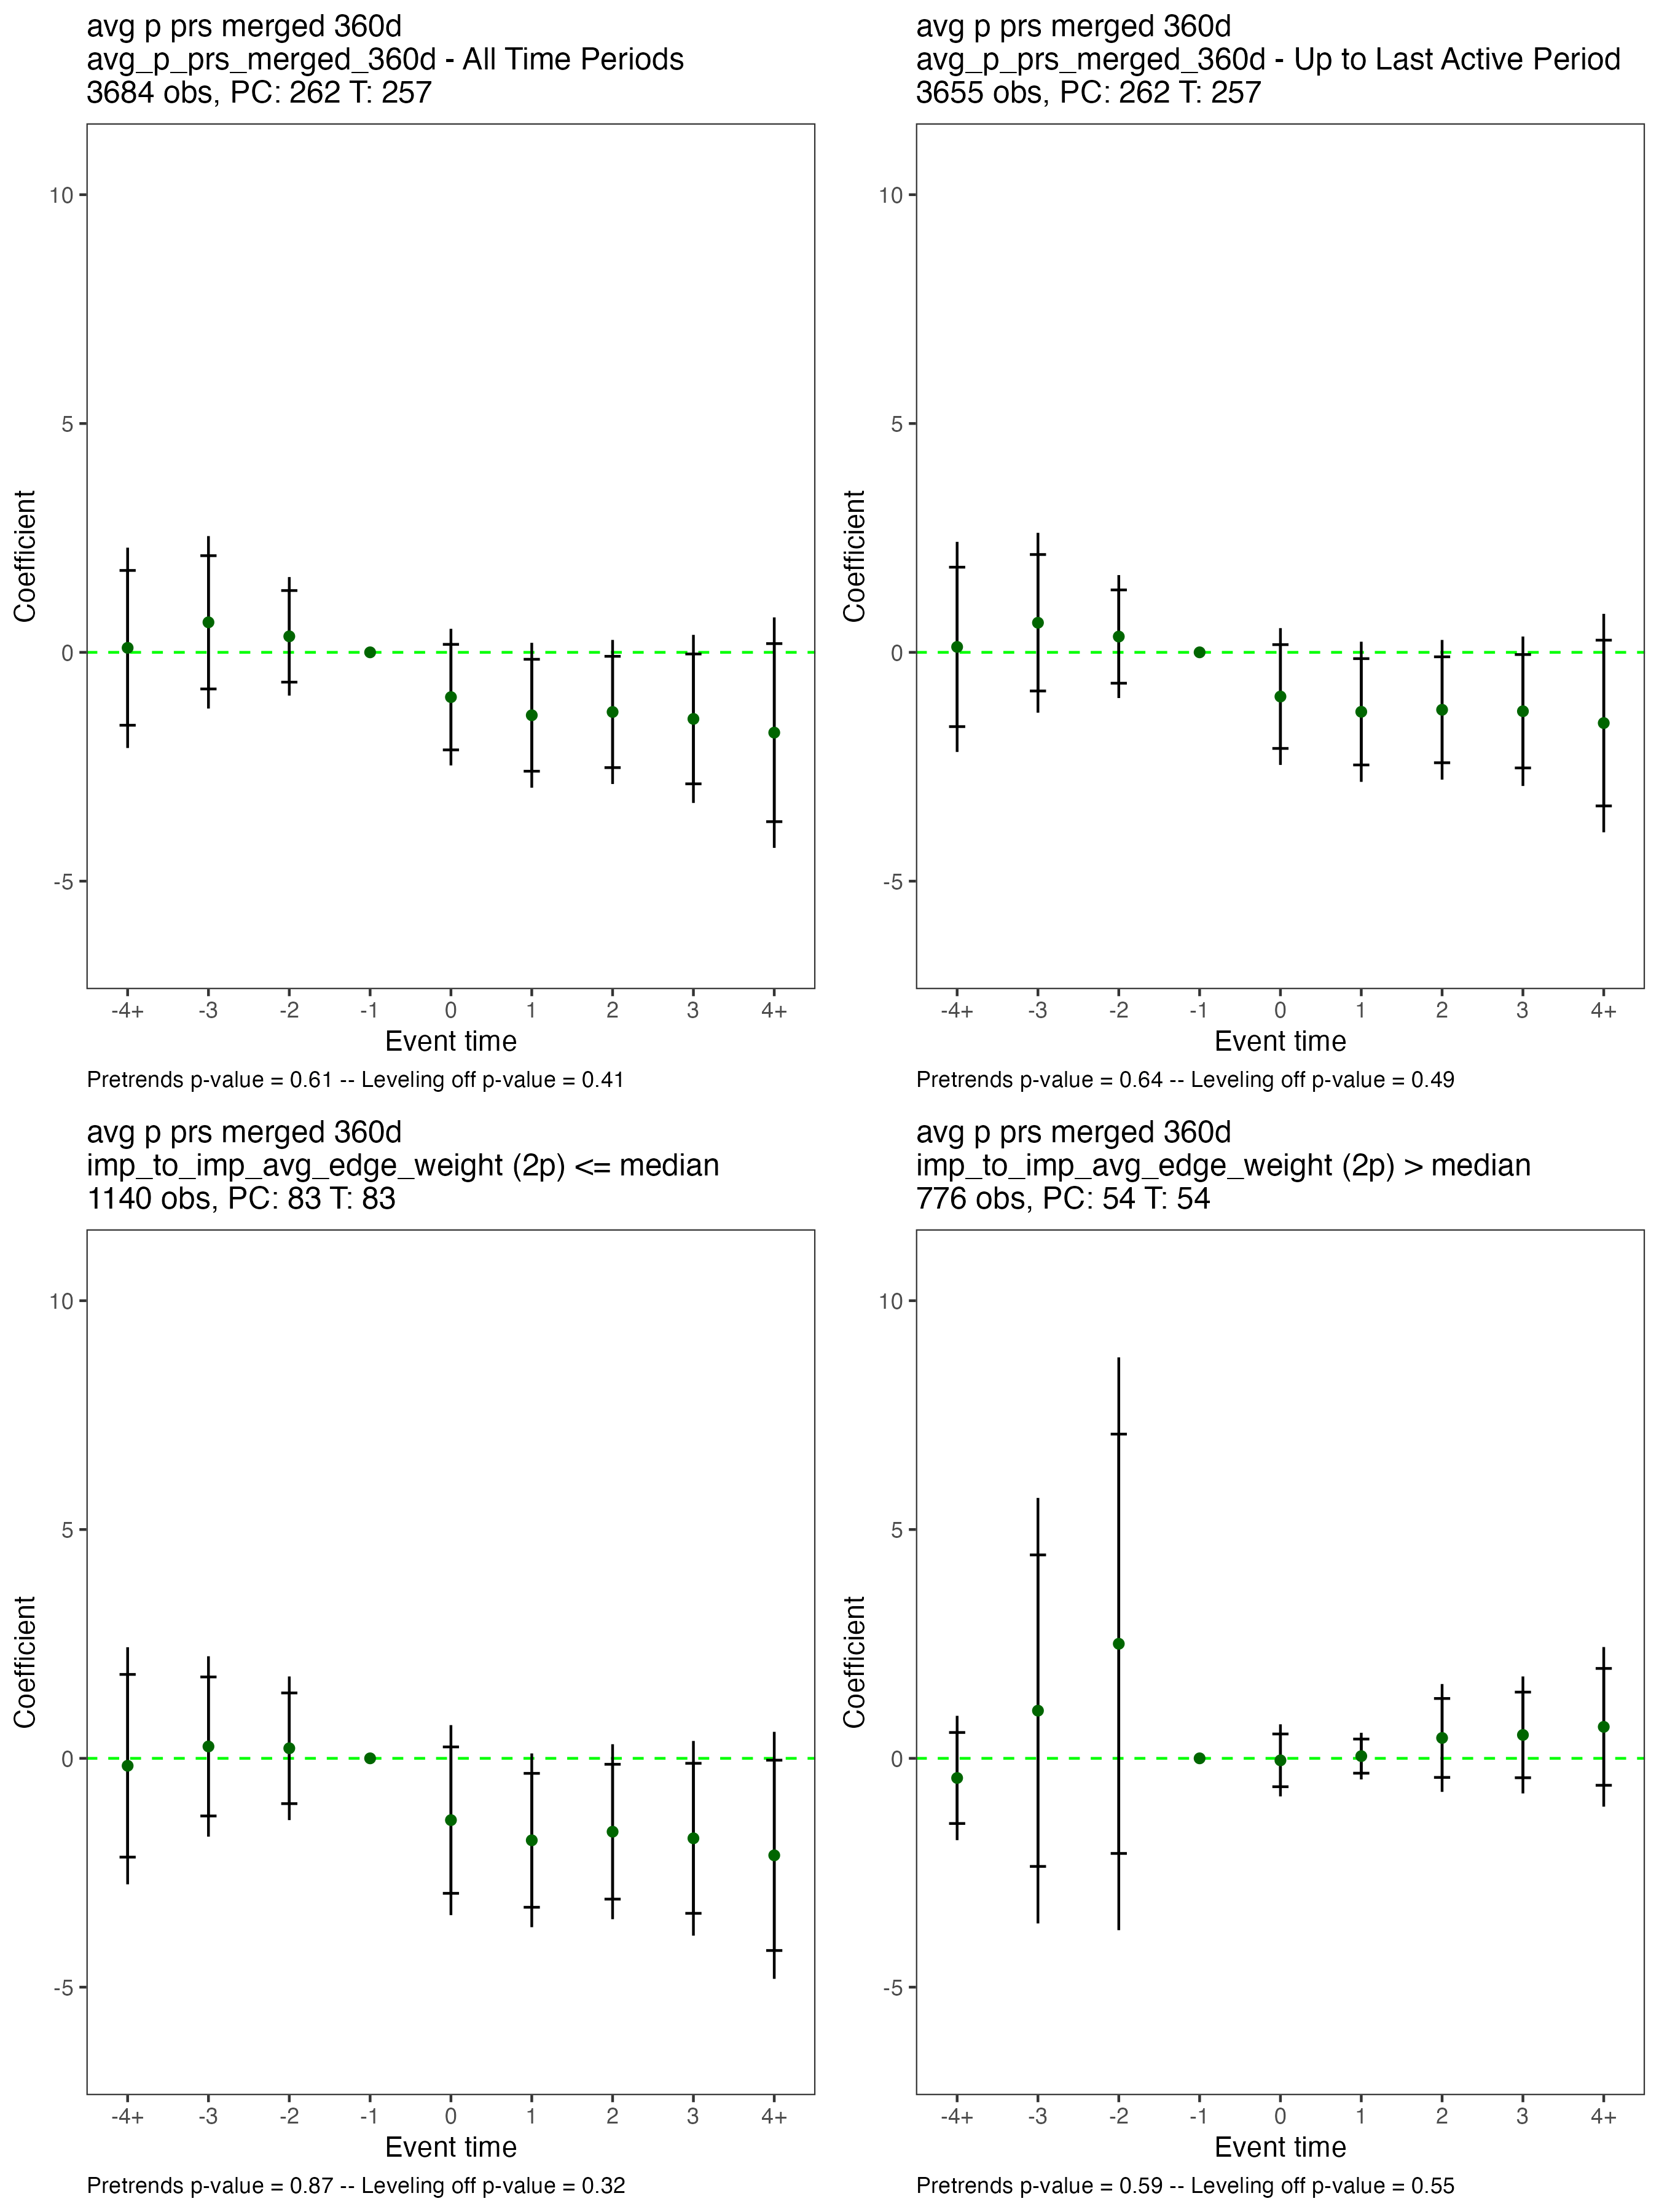 avg p prs merged 360d
avg_p_prs_merged_360d - All Time Periods
3684 obs, PC: 262 T: 257
10
5
0
-5
Coefficient
-4+ -3 -2 -1 0 1 2 3 4+
Event time
Pretrends p-value = 0.61 -- Leveling off p-value = 0.41
avg p prs merged 360d
avg_p_prs_merged_360d - Up to Last Active Period
3655 obs, PC: 262 T: 257
10
5
0
-5
Coefficient
-4+ -3 -2 -1 0 1 2 3 4+
Event time
Pretrends p-value = 0.64 -- Leveling off p-value = 0.49
avg p prs merged 360d
imp_to_imp_avg_edge_weight (2p) <= median
1140 obs, PC: 83 T: 83
10
5
0
-5
Coefficient
-4+ -3 -2 -1 0 1 2 3 4+
Event time
Pretrends p-value = 0.87 -- Leveling off p-value = 0.32
avg p prs merged 360d
imp_to_imp_avg_edge_weight (2p) > median
776 obs, PC: 54 T: 54
10
5
0
-5
Coefficient
-4+ -3 -2 -1 0 1 2 3 4+
Event time
Pretrends p-value = 0.59 -- Leveling off p-value = 0.55